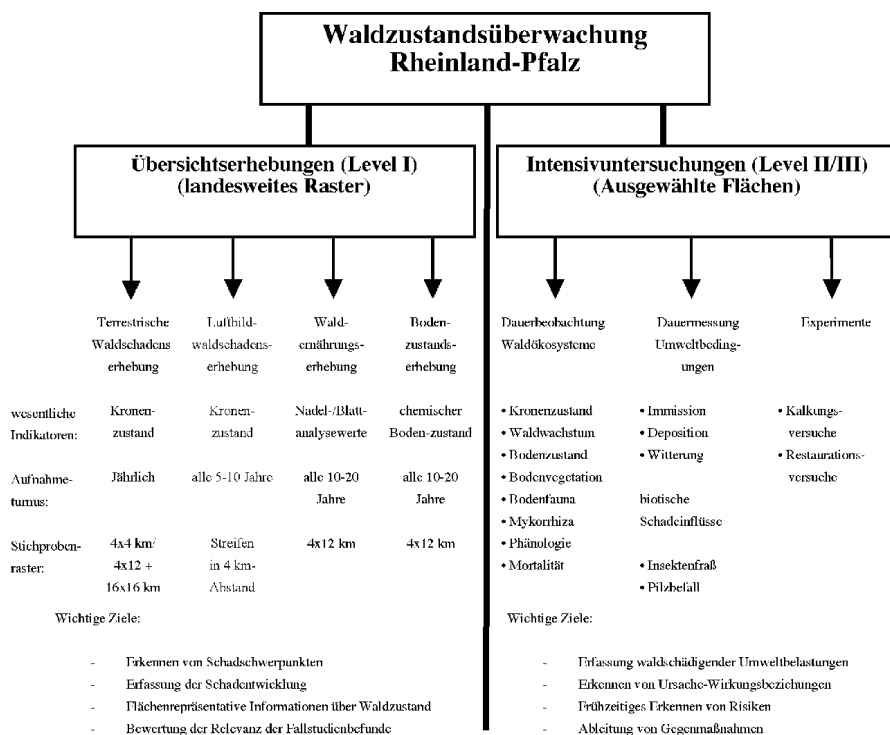 Waldzustandsüberwachung
Rheinland-Pfalz
Übersichtserhebungen (Level I)
(landesweites Raster)
Intensivuntersuchungen (Level II/III)
(Ausgewählte Flächen)
Terrestrische
Waldschadens
erhebung
Luftbild-
waldschadens-
erhebung
Wald-
ernährungs-
erhebung
Boden-
zustands-
erhebung
Dauerbeobachtung
Waldökosysteme
Dauermessung
Umweltbeding-
ungen
Experimente
wesentliche
Indikatoren:
Kronen-
zustand
Kronen-
zustand
Nadel-/Blatt-
analysewerte
chemischer
Boden-zustand
Aufnahme-
turnus:
Jährlich
alle 5-10 Jahre
alle 10-20
Jahre
alle 10-20
Jahre
Stichproben-
raster:
4x4 km/
4x12 +
16x16 km
Streifen
in 4 km-
Abstand
4x12 km
4x12 km
• Kronenzustand
• Waldwachstum
• Bodenzustand
• Bodenvegetation
• Bodenfauna
• Mykorrhiza
• Phänologie
• Mortalität
• Immission
• Deposition
• Witterung
biotische
Schadeinflüsse
• Insektenfraß
• Pilzbefall
• Kalkungs-
versuche
• Restaurations-
versuche
Wichtige Ziele:
- Erkennen von Schadschwerpunkten
- Erfassung der Schadentwicklung
- Flächenrepräsentative Informationen über Waldzustand
- Bewertung der Relevanz der Fallstudienbefunde
Wichtige Ziele:
- Erfassung waldschädigender Umweltbelastungen
- Erkennen von Ursache-Wirkungsbeziehungen
- Frühzeitiges Erkennen von Risiken
- Ableitung von Gegenmaßnahmen